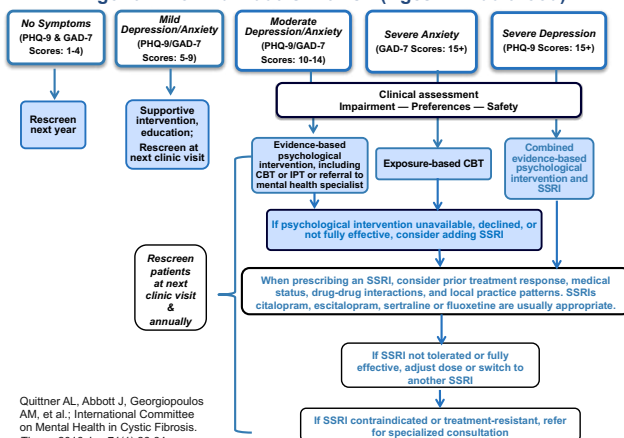 No Symptoms
(PHQ-9 & GAD-7
Scores: 1-4)
Mild
Depression/Anxiety
(PHQ-9/GAD-7
Scores: 5-9)
Moderate
Depression/Anxiety
(PHQ-9/GAD-7
Scores: 10-14)
Severe Anxiety
(GAD-7 Scores: 15+)
Severe Depression
(PHQ-9 Scores: 15+)
Clinical assessment
Impairment — Preferences — Safety
Rescreen
next year
Supportive
intervention,
education;
Rescreen at
next clinic visit
Evidence-based
psychological
intervention, including
CBT or IPT or referral to
mental health specialist
Exposure-based CBT
Combined
evidence-based
psychological
intervention and
SSRI
If psychological intervention unavailable, declined, or
not fully effective, consider adding SSRI
Rescreen
patients
at next
clinic visit
&
annually
When prescribing an SSRI, consider prior treatment response, medical
status, drug-drug interactions, and local practice patterns. SSRIs
citalopram, escitalopram, sertraline or fluoxetine are usually appropriate.
If SSRI not tolerated or fully
effective, adjust dose or switch to
another SSRI
If SSRI contraindicated or treatment-resistant, refer
for specialized consultation
Quittner AL, Abbott J, Georgiopoulos
AM, et al.; International Committee
on Mental Health in Cystic Fibrosis.